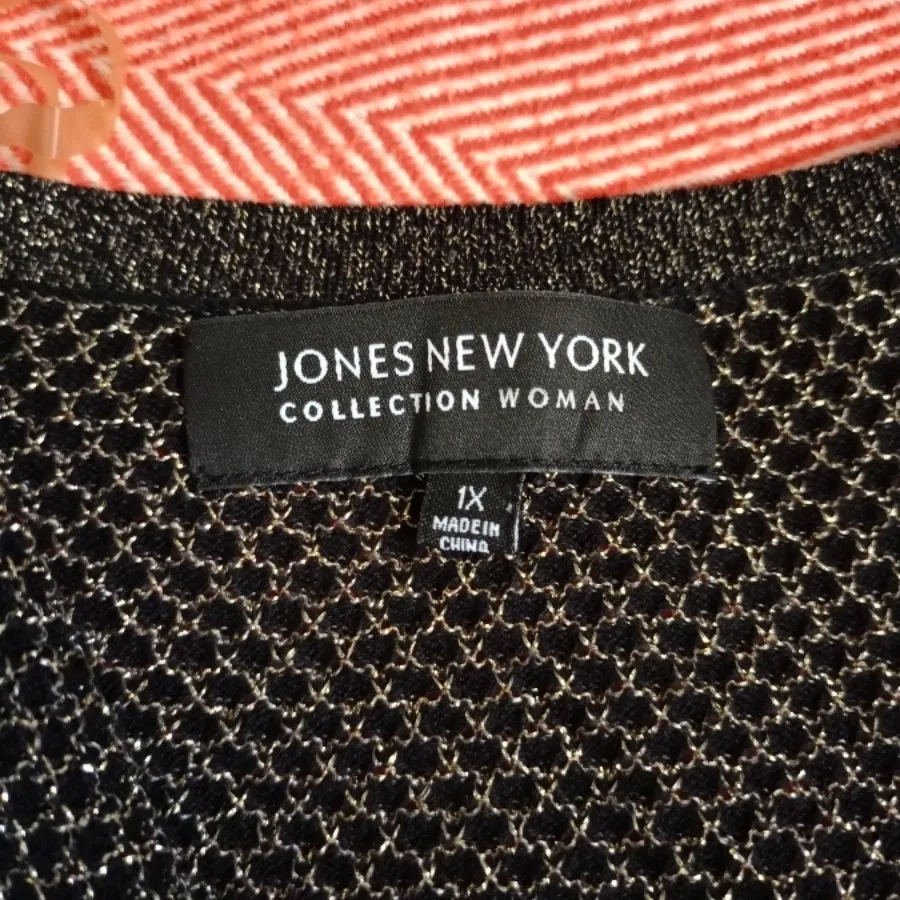 JONES NEW YORK
COLLECTION WOMAN
1X
MADE IN
CHINA